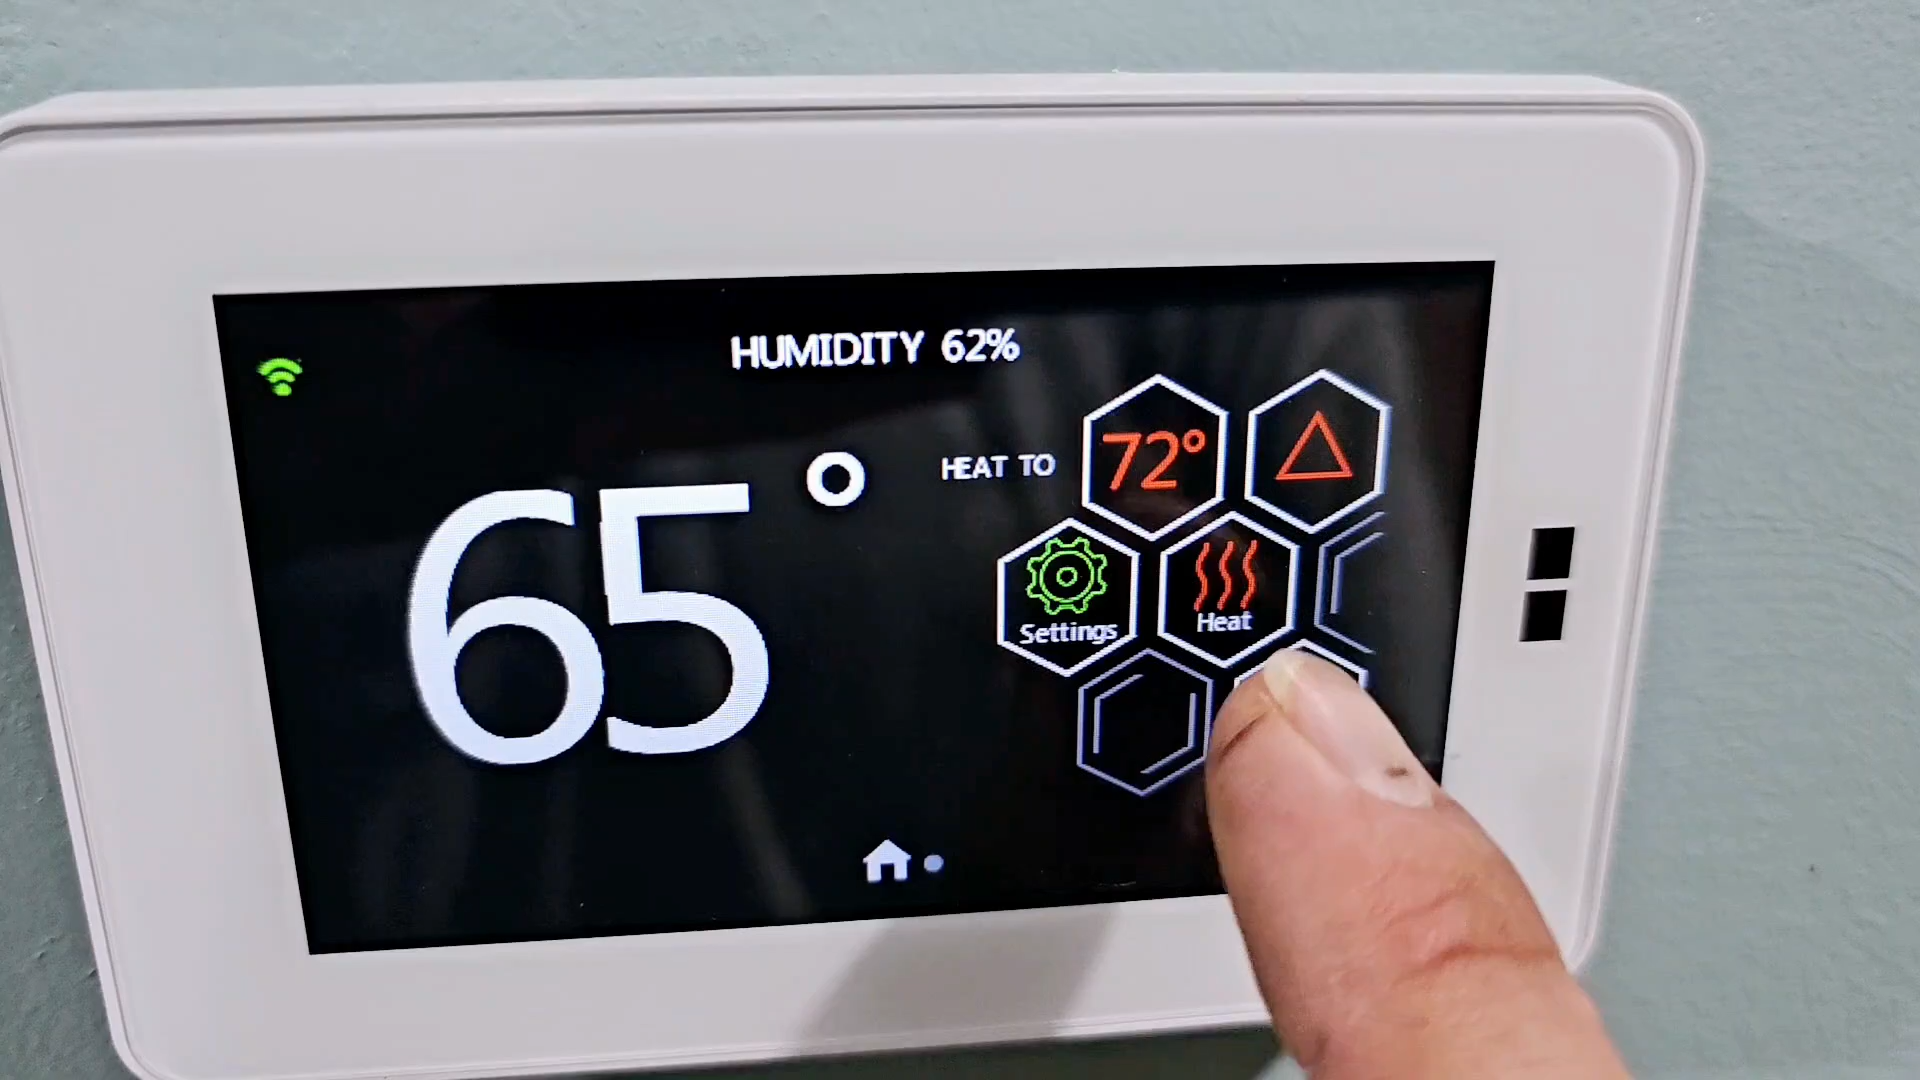 HUMIDITY 62%
65°
HEAT TO
72°
Settings
Heat